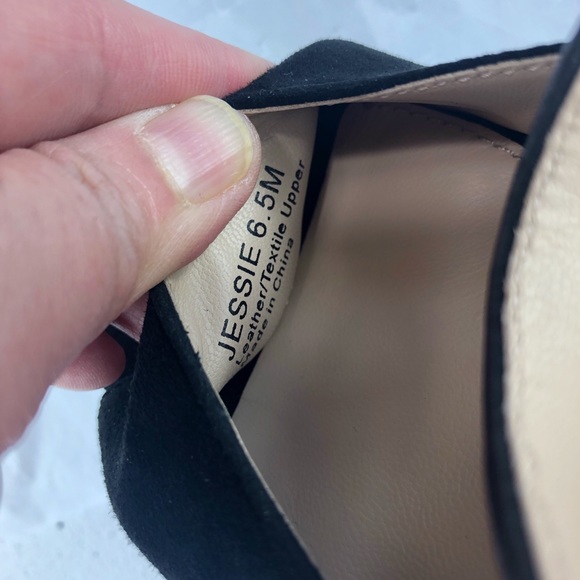 JESSIE 6.5M
Leather/Textile Upper
Made in China